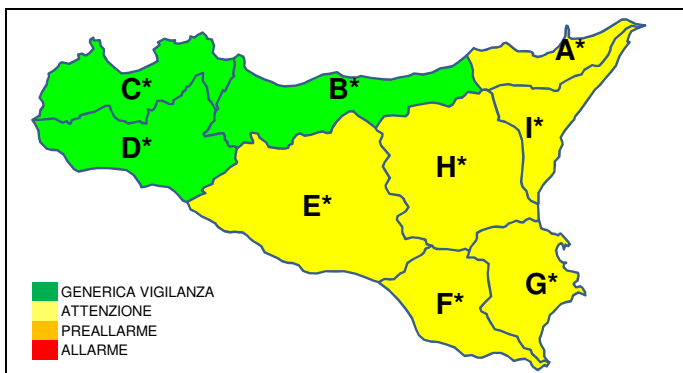 A*
C*
B*
I*
D*
H*
E*
G*
F*
GENERICA VIGILANZA
ATTENZIONE
PREALLARME
ALLARME